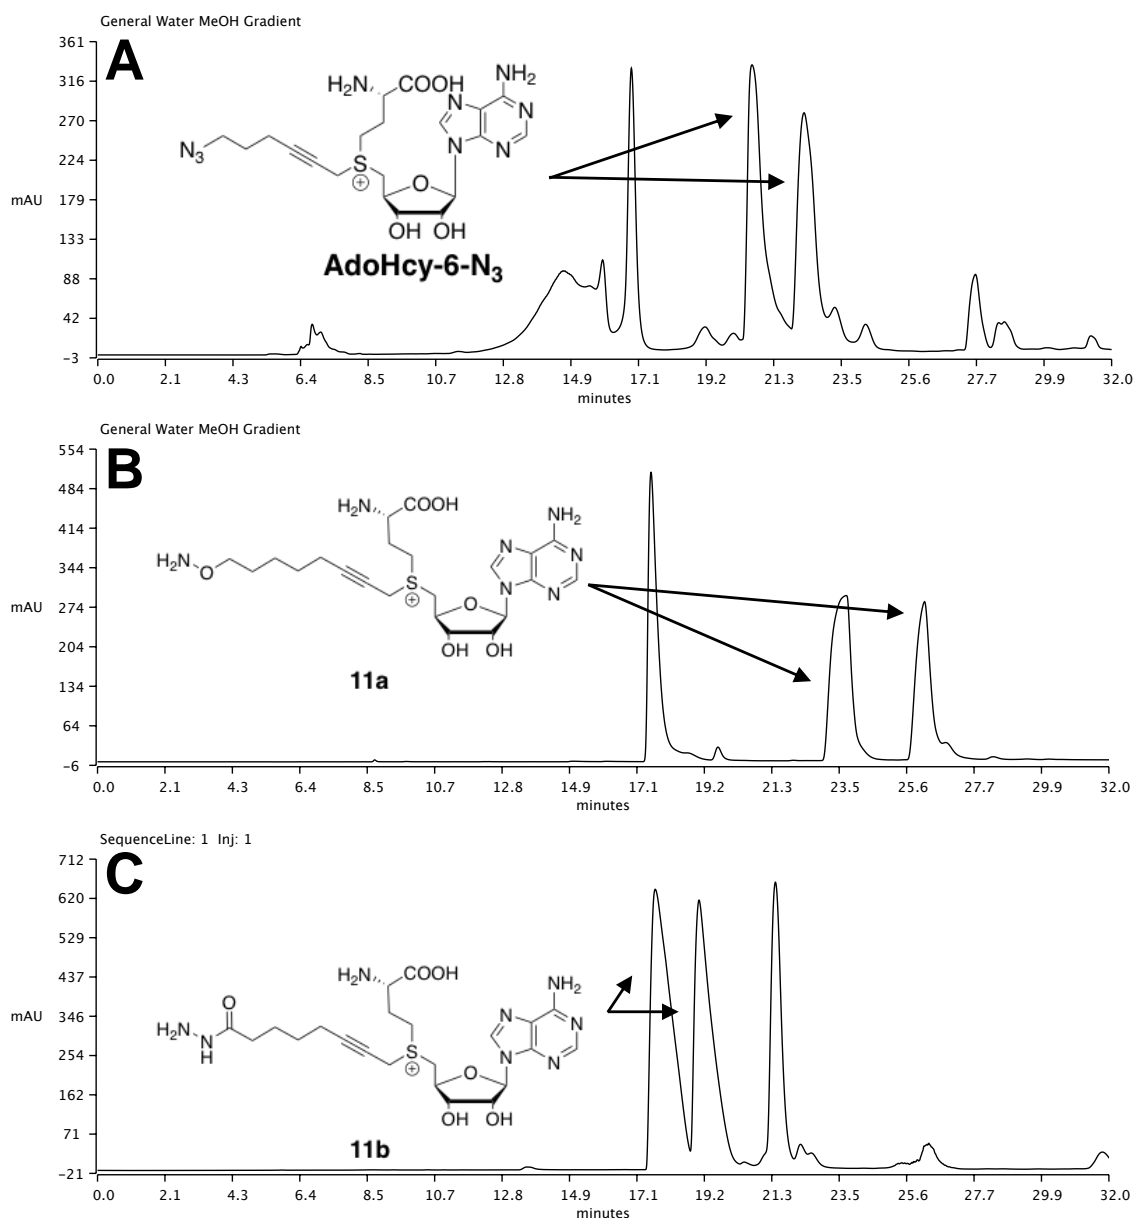 General Water MeOH Gradient
A
361
316
270
224
179
133
88
42
-3
mAU
H₂N
COOH
NH₂
N
N
N
N
N₃
S
⊕
O
OH OH
AdoHcy-6-N₃
0.0 2.1 4.3 6.4 8.5 10.7 12.8 14.9 17.1 19.2 21.3 23.5 25.6 27.7 29.9 32.0
minutes
General Water MeOH Gradient
B
554
484
414
344
274
204
134
64
-6
mAU
H₂N
COOH
NH₂
N
N
N
N
H₂N
O
S
⊕
O
OH OH
11a
0.0 2.1 4.3 6.4 8.5 10.7 12.8 14.9 17.1 19.2 21.3 23.5 25.6 27.7 29.9 32.0
minutes
SequenceLine: 1 Inj: 1
C
712
620
529
437
346
254
162
71
-21
mAU
H₂N
COOH
NH₂
O
N
N
N
N
H₂N
N
H
S
⊕
O
OH OH
11b
0.0 2.1 4.3 6.4 8.5 10.7 12.8 14.9 17.1 19.2 21.3 23.5 25.6 27.7 29.9 32.0
minutes